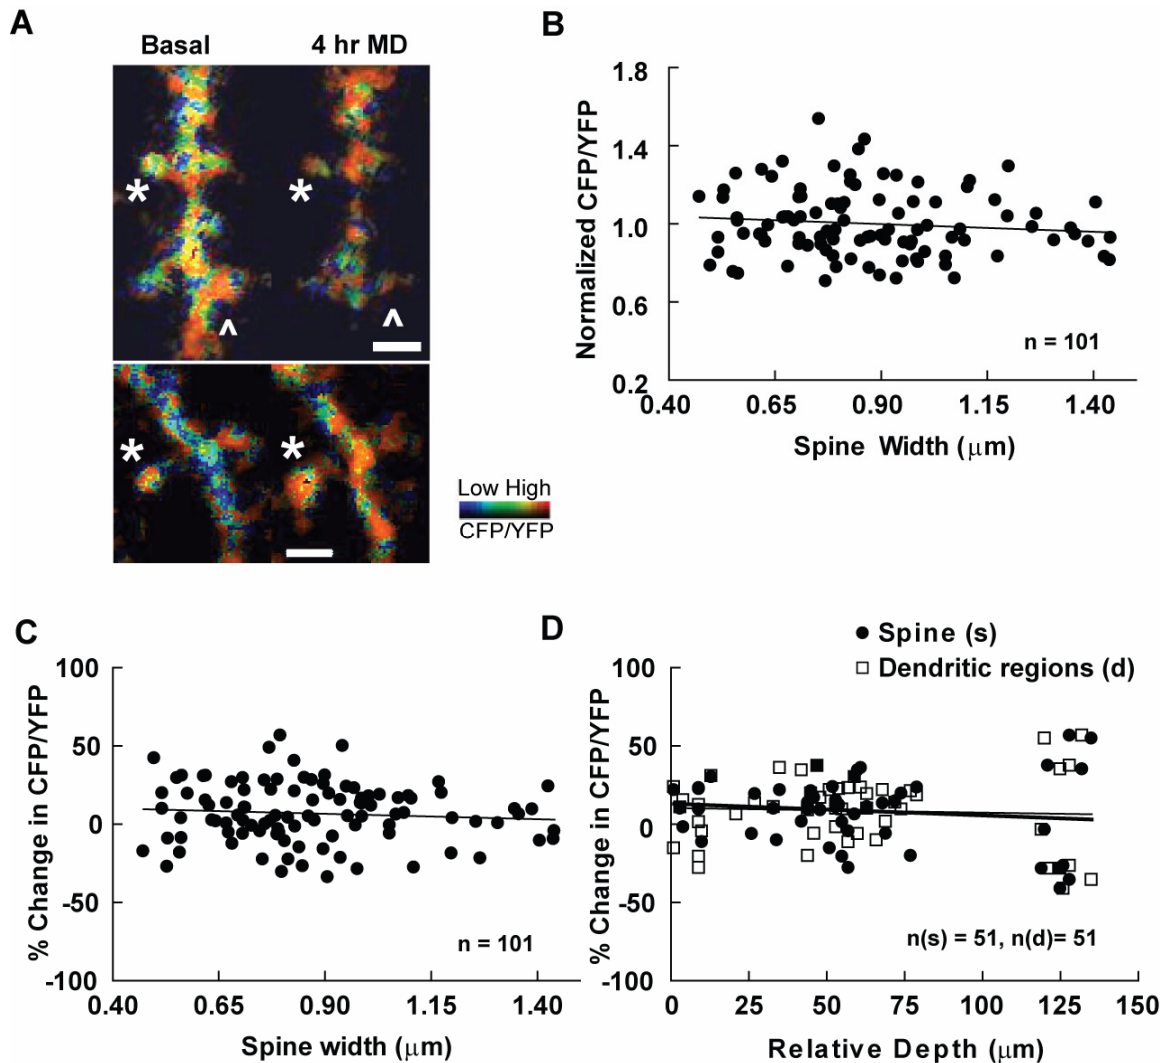 A
Basal
4 hr MD
*
*
^
^
*
*
Low High
CFP/YFP
B
Normalized CFP/YFP
1.8
1.4
1.0
0.6
0.2
n = 101
0.40
0.65
0.90
1.15
1.40
Spine Width (μm)
C
% Change in CFP/YFP
100
50
0
-50
-100
n = 101
0.40
0.65
0.90
1.15
1.40
Spine width (μm)
D
Spine (s)
Dendritic regions (d)
% Change in CFP/YFP
100
50
0
-50
-100
n(s) = 51, n(d)= 51
0
25
50
75
100
125
150
Relative Depth (μm)